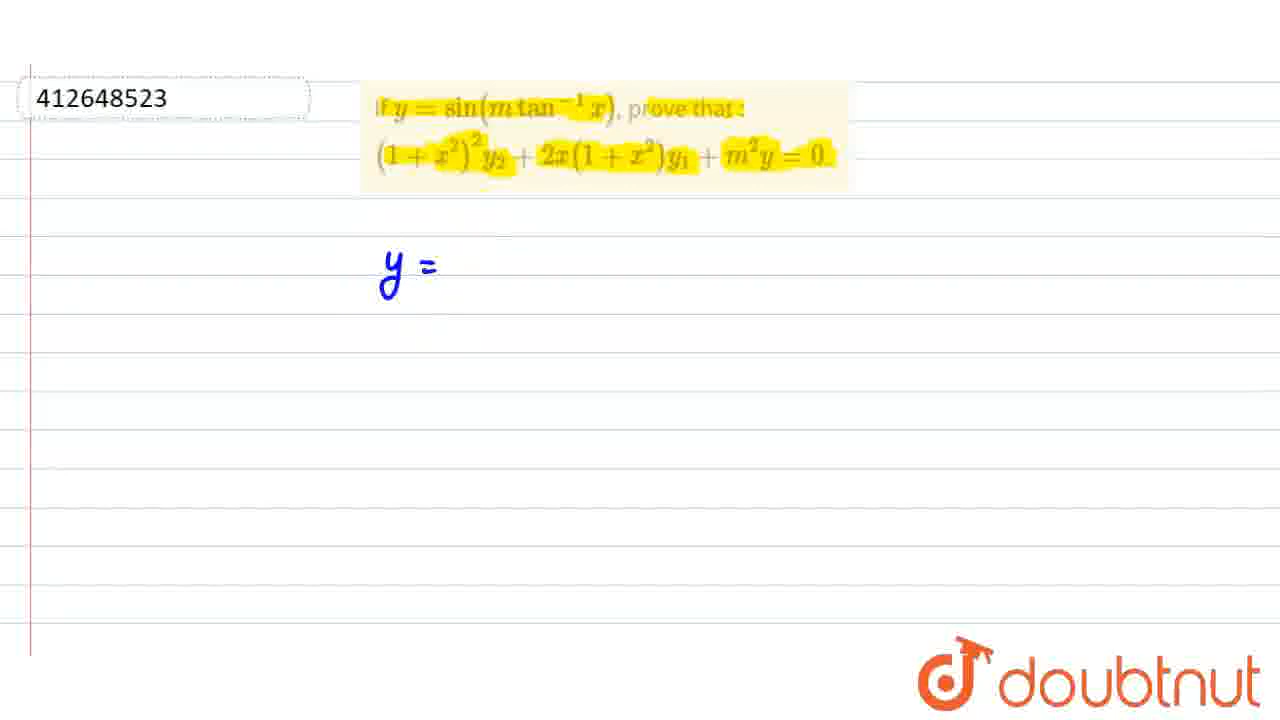 412648523
If y = sin(m tan⁻¹ x), prove that :
(1 + x²)² y₂ + 2x(1 + x²)y₁ + m²y = 0.
y =
doubtnut